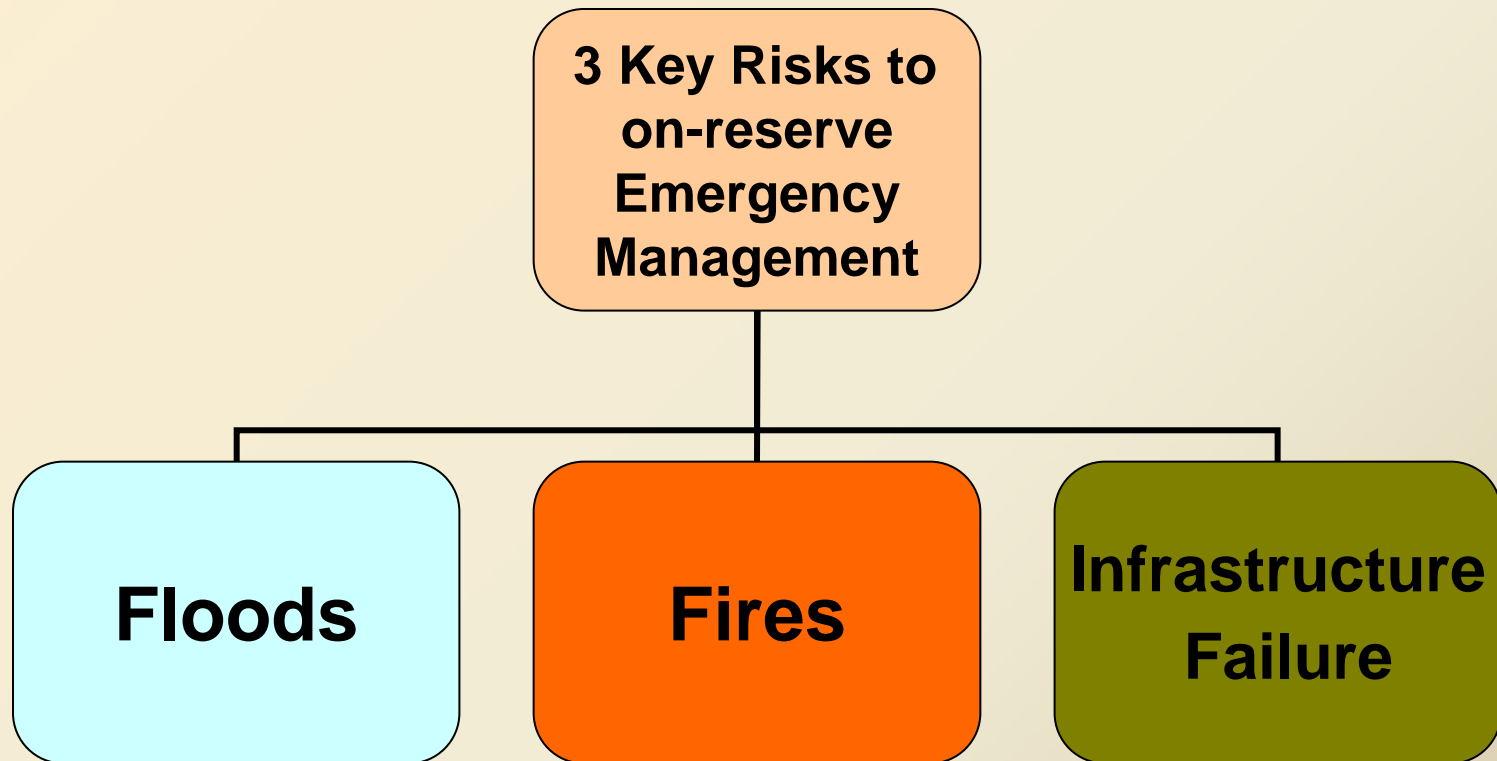 3 Key Risks to
on-reserve
Emergency
Management
Floods
Fires
Infrastructure
Failure